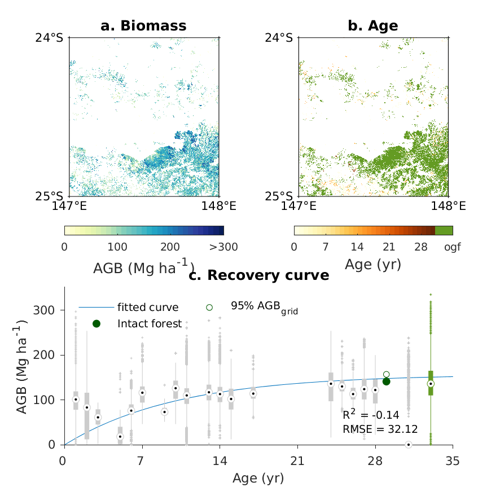 a. Biomass
b. Age
24°S
24°S
25°S
25°S
147°E
148°E
147°E
148°E
0 100 200 >300
0 7 14 21 28 ogf
AGB (Mg ha-1)
Age (yr)
c. Recovery curve
fitted curve
95% AGBgrid
Intact forest
300
200
100
0
AGB (Mg ha-1)
R2 = -0.14
RMSE = 32.12
0 7 14 21 28 35
Age (yr)